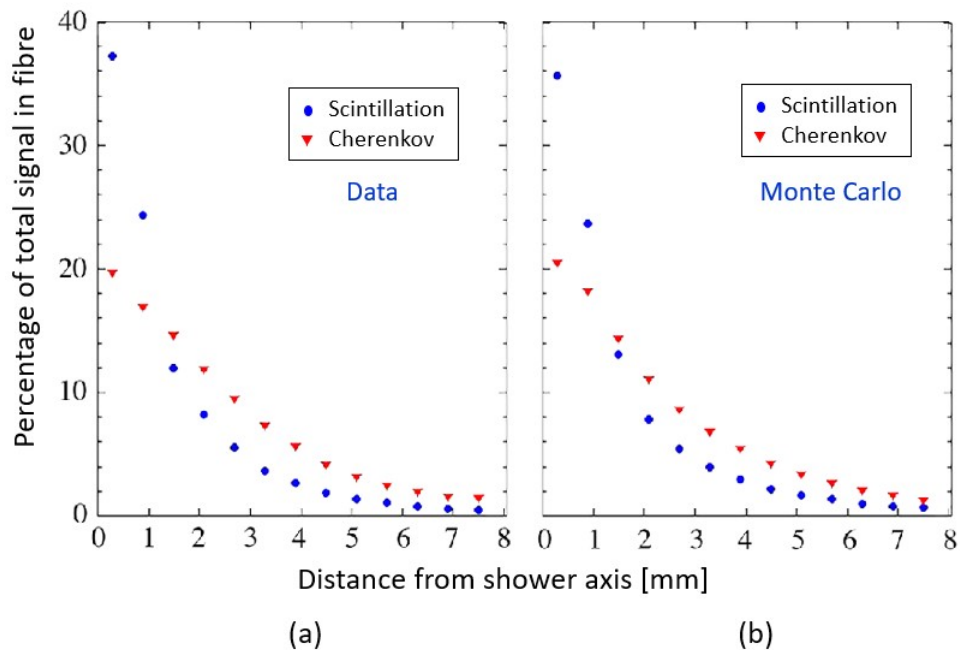 Percentage of total signal in fibre
40
30
20
10
0
Scintillation
Cherenkov
Data
0 1 2 3 4 5 6 7 8
Scintillation
Cherenkov
Monte Carlo
0 1 2 3 4 5 6 7 8
Distance from shower axis [mm]
(a)
(b)